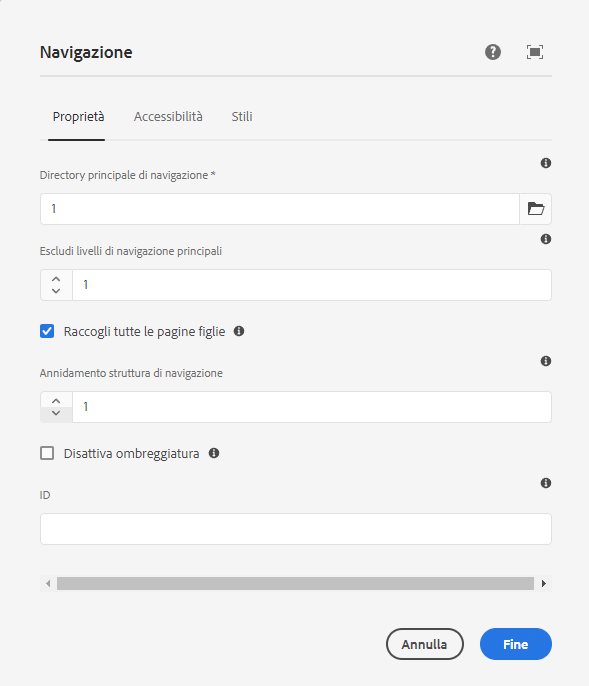 Navigazione
Proprietà Accessibilità Stili
Directory principale di navigazione *
1
Escludi livelli di navigazione principali
1
Raccogli tutte le pagine figlie
Annidamento struttura di navigazione
1
Disattiva ombreggiatura
ID
Annulla Fine